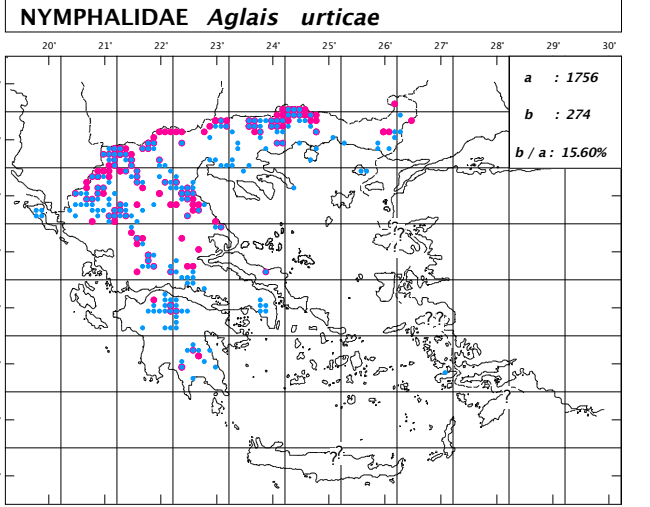 NYMPHALIDAE Aglais urticae
20° 21° 22° 23° 24° 25° 26° 27° 28° 29° 30°
a : 1756
b : 274
b / a : 15.60%
?
? ?
?
?